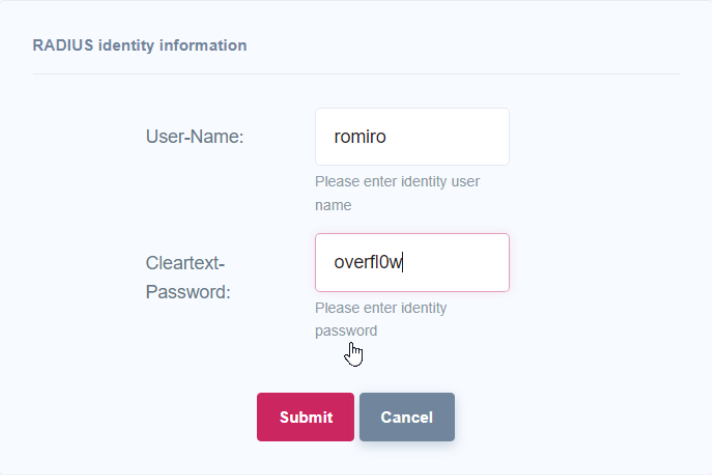 RADIUS identity information
User-Name:
romiro
Please enter identity user
name
Cleartext-
Password:
overfl0w
Please enter identity
password
Submit
Cancel